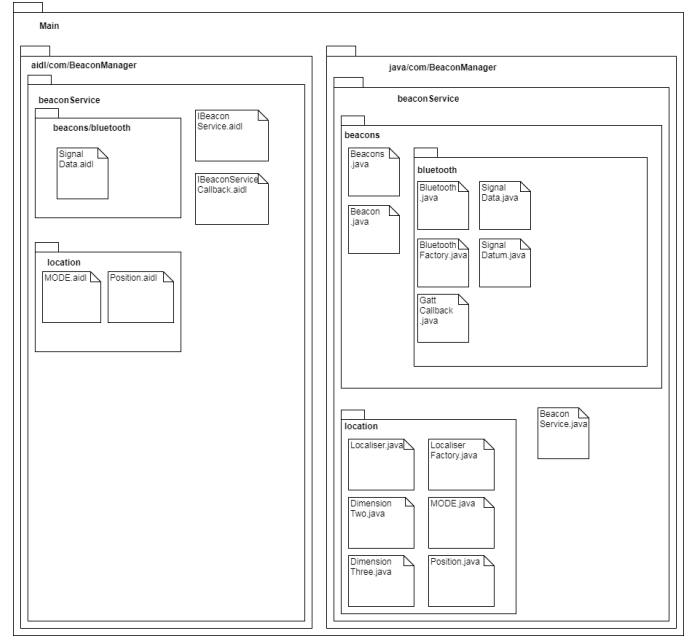 Main
aidl/com/BeaconManager
beaconService
beacons/bluetooth
Signal
Data.aidl
IBeacon
Service.aidl
IBeaconService
Callback.aidl
location
MODE.aidl
Position.aidl
java/com/BeaconManager
beaconService
beacons
Beacons
.java
Beacon
.java
bluetooth
Bluetooth
.java
Signal
Data.java
Bluetooth
Factory.java
Signal
Datum.java
Gatt
Callback
.java
location
Localiser.java
Localiser
Factory.java
Dimension
Two.java
MODE.java
Dimension
Three.java
Position.java
Beacon
Service.java